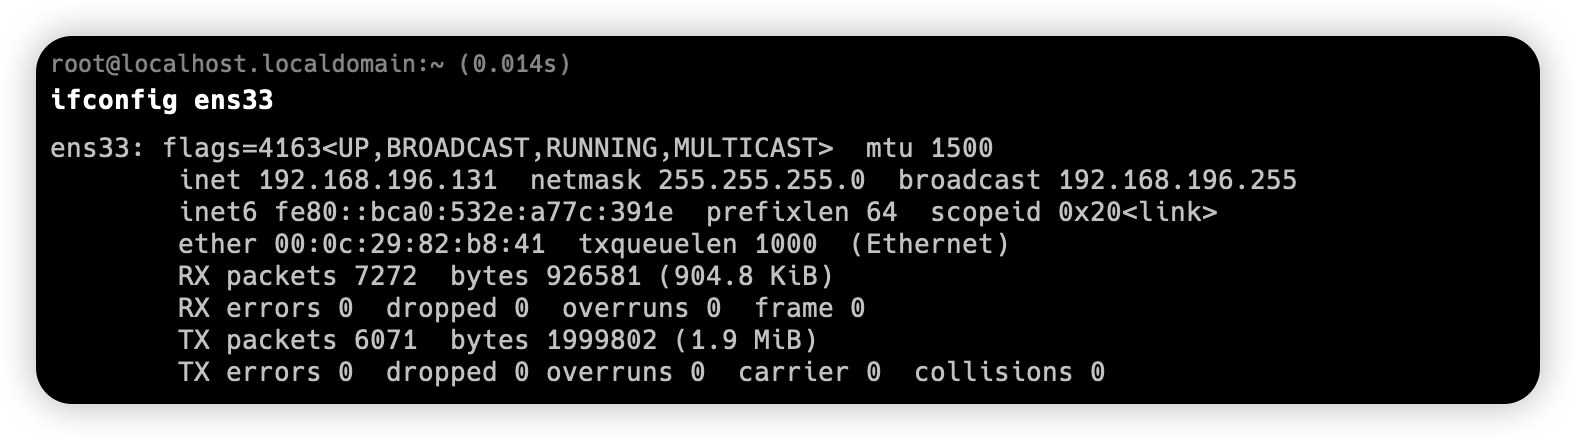 root@localhost.localdomain:~ (0.014s)
ifconfig ens33
ens33: flags=4163<UP,BROADCAST,RUNNING,MULTICAST>  mtu 1500
        inet 192.168.196.131  netmask 255.255.255.0  broadcast 192.168.196.255
        inet6 fe80::bca0:532e:a77c:391e  prefixlen 64  scopeid 0x20<link>
        ether 00:0c:29:82:b8:41  txqueuelen 1000  (Ethernet)
        RX packets 7272  bytes 926581 (904.8 KiB)
        RX errors 0  dropped 0  overruns 0  frame 0
        TX packets 6071  bytes 1999802 (1.9 MiB)
        TX errors 0  dropped 0 overruns 0  carrier 0  collisions 0